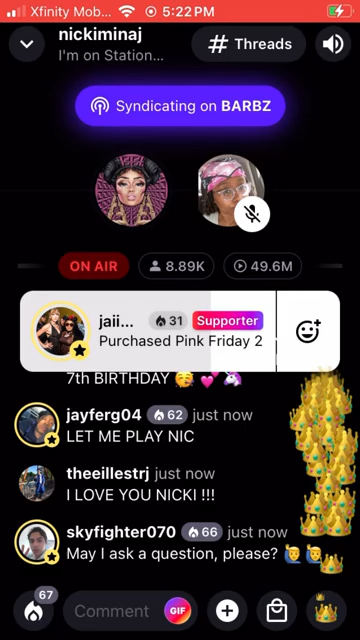 Xfinity Mob...
5:22 PM
nickiminaj
I'm on Station...
Threads
Syndicating on BARBZ
ON AIR
8.89K
49.6M
jaii...
31
Supporter
Purchased Pink Friday 2
7th BIRTHDAY 🥳 💕 🦄
jayferg04 62 just now
LET ME PLAY NIC
theeillestrj just now
I LOVE YOU NICKI !!!
skyfighter070 66 just now
May I ask a question, please? 🙋‍♂️ 🙋‍♂️
67
Comment
GIF